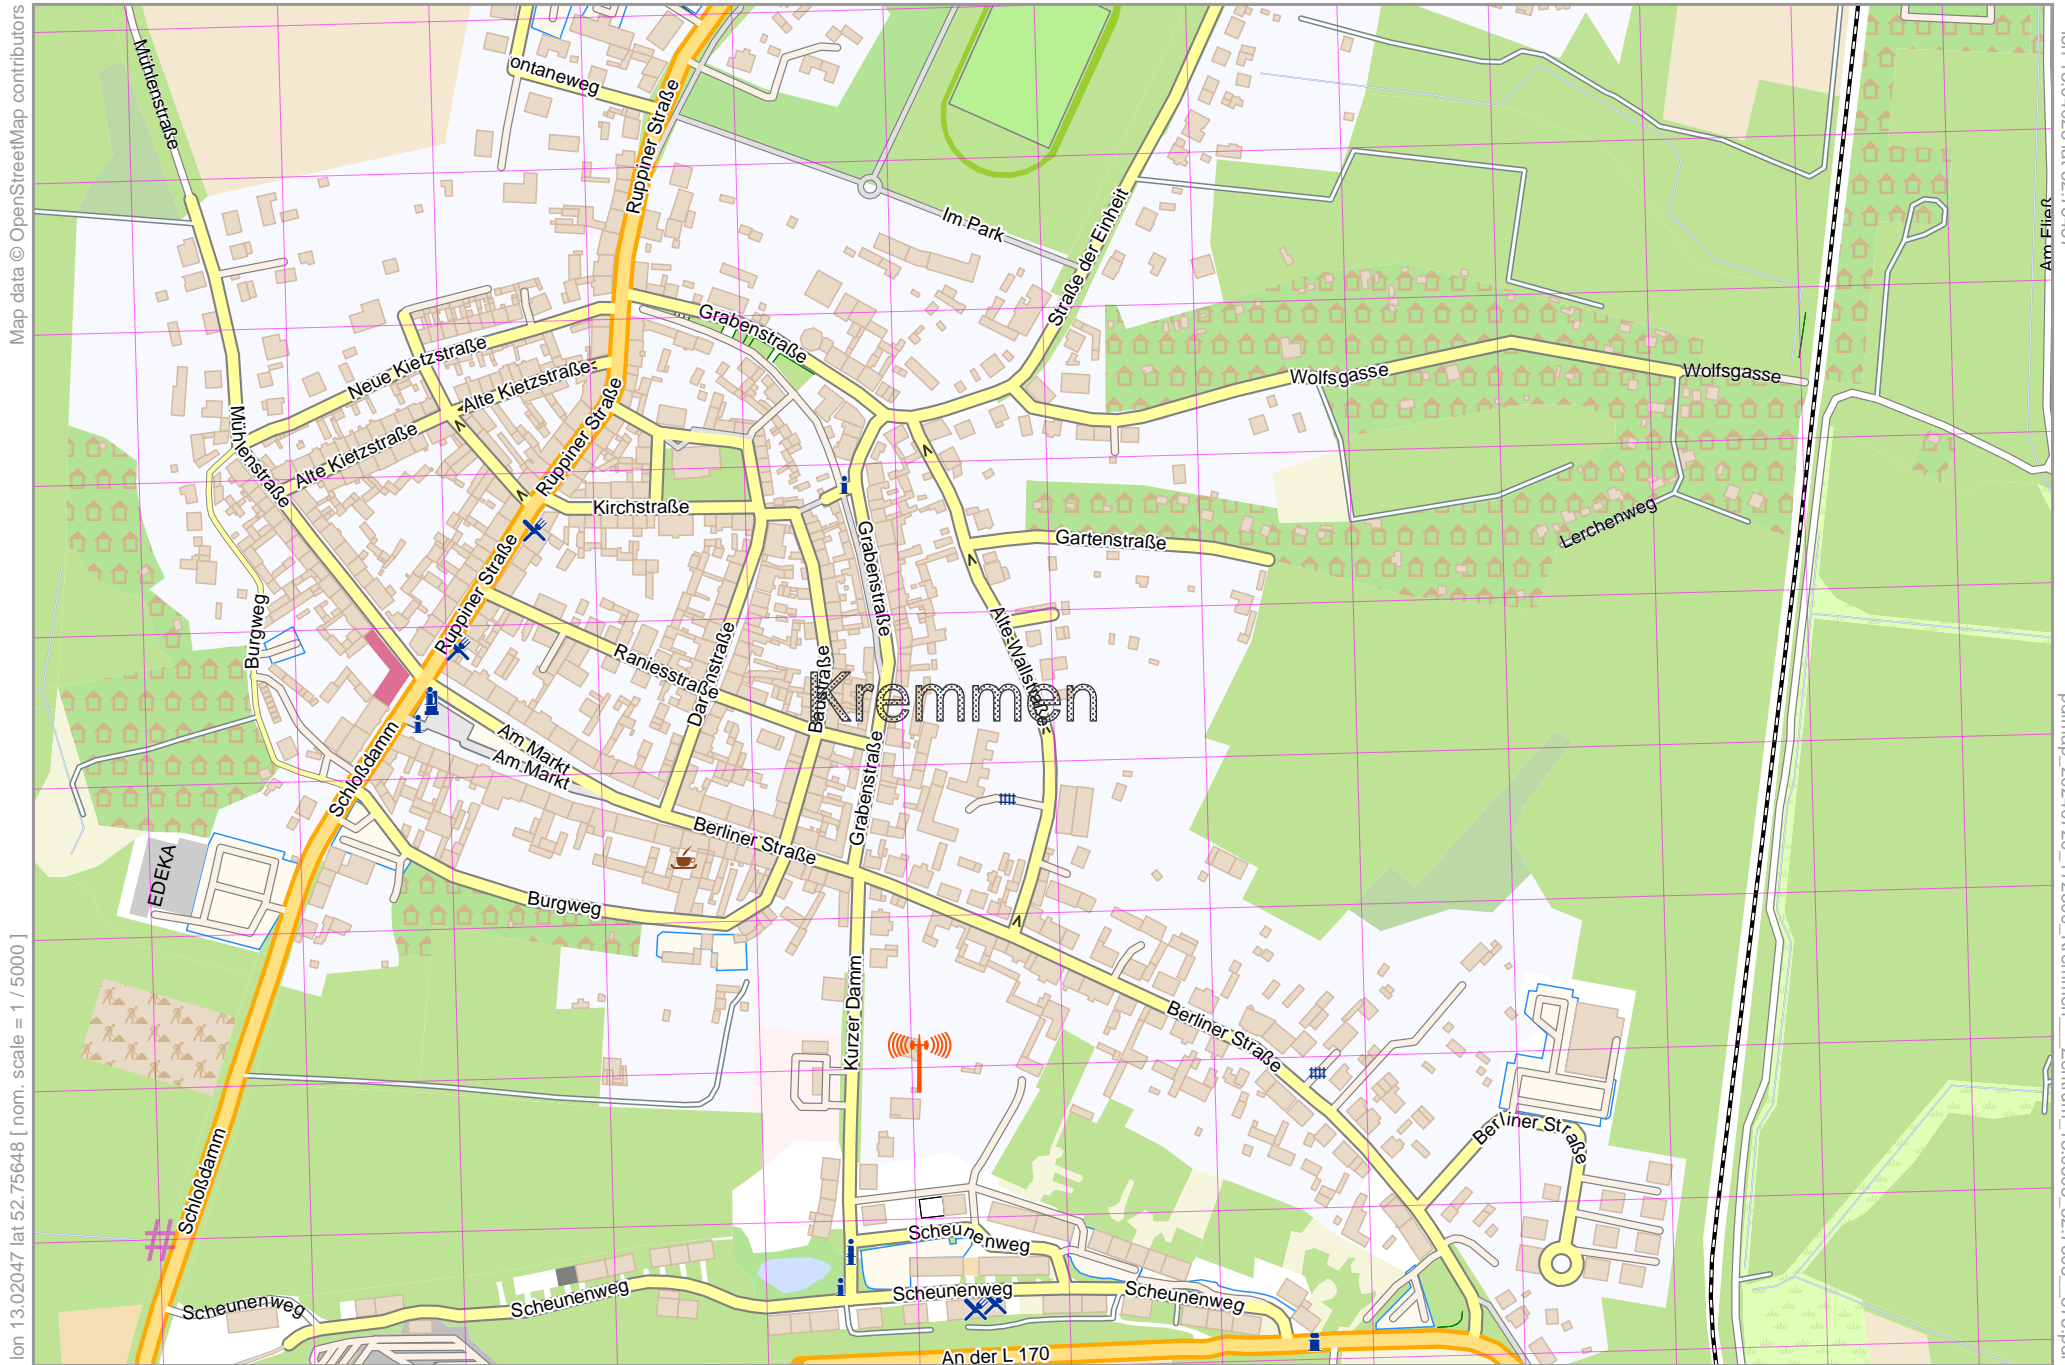 Map data © OpenStreetMap contributors
lon 13.02047 lat 52.75648 [ nom. scale = 1 / 5000 ]
Mühlenstraße
ontaneweg
Ruppiner Straße
Im Park
Straße der Einheit
Am Fließ
Grabenstraße
Neue Kietzstraße
Alte Kietzstraße
Wolfsgasse
Wolfsgasse
Mühlenstraße
Alte Kietzstraße
Ruppiner Straße
Kirchstraße
Grabenstraße
Gartenstraße
Lerchenweg
Ruppiner Straße
Burgweg
Raniesstraße
Baustraße
Alte Wallstraße
Kremmen
Schloßdamm
Am Markt
Am Markt
Grabenstraße
Berliner Straße
EDEKA
Burgweg
Kurzer Damm
Berliner Straße
Berliner Straße
Schloßdamm
Scheunenweg
Scheunenweg
Scheunenweg
Scheunenweg
Scheunenweg
An der L 170